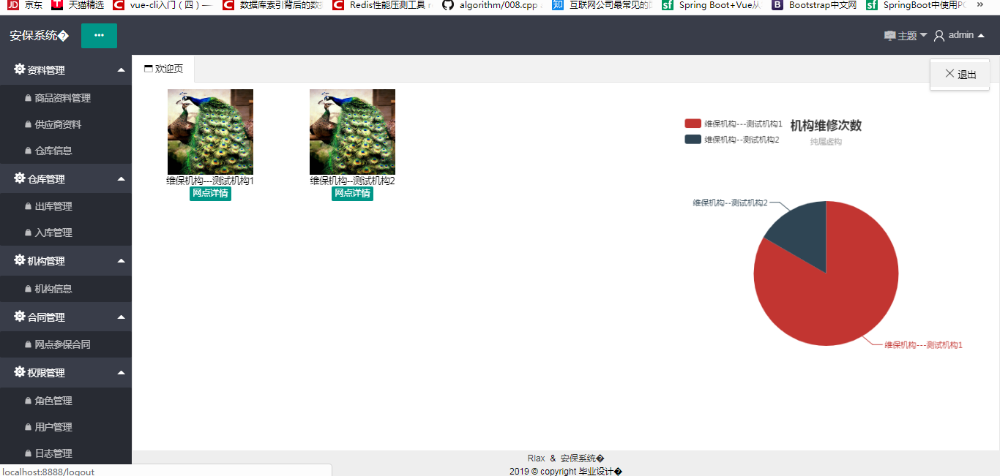 京东 天猫精选 vue-cli入门（四）— 数据库索引背后的数 Redis性能压测工具 algorithm/008.cpp 互联网公司最常见的 Spring Boot+Vue从 Bootstrap中文网 SpringBoot中使用PO »
安保系统� •••
主题 admin
资料管理
欢迎页
退出
商品资料管理
供应商资料
仓库信息
仓库管理
出库管理
入库管理
机构管理
机构信息
合同管理
网点参保合同
权限管理
角色管理
用户管理
日志管理
维保机构---测试机构1
网点详情
维保机构--测试机构2
网点详情
维保机构---测试机构1
维保机构--测试机构2
机构维修次数
纯属虚构
维保机构--测试机构2
维保机构---测试机构1
Rlax & 安保系统�
2019 © copyright 毕业设计�
localhost:8888/logout